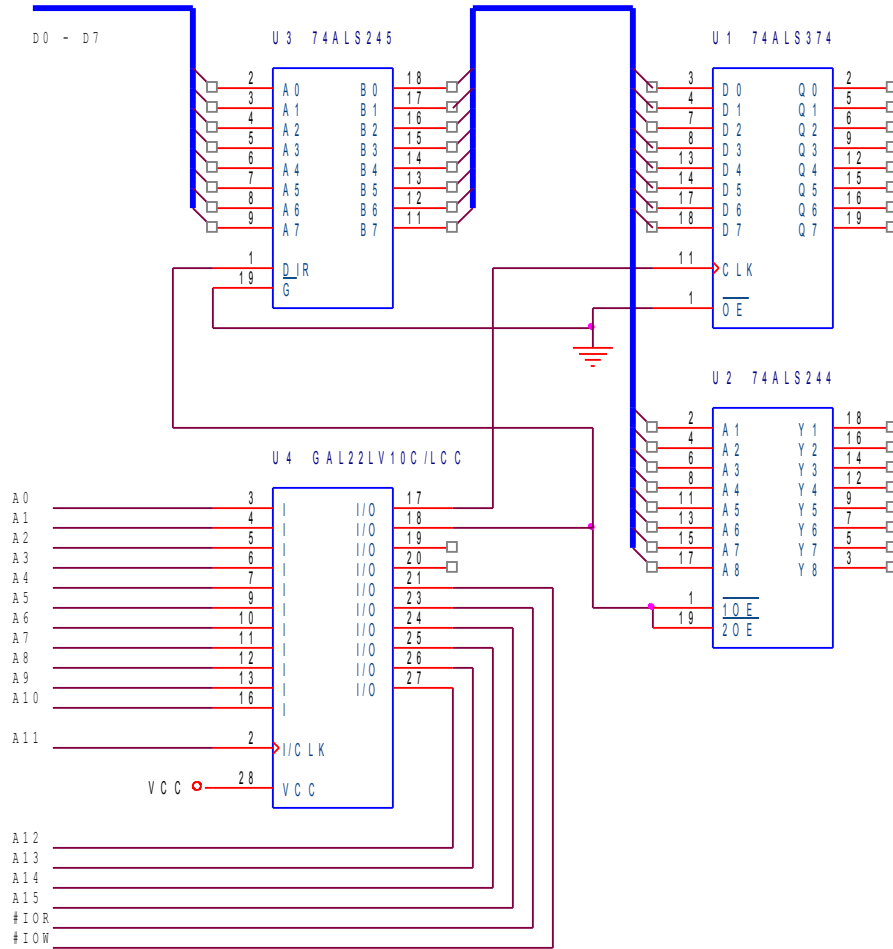 D0 - D7
U3 74ALS245
2 A0 B0 18
3 A1 B1 17
4 A2 B2 16
5 A3 B3 15
6 A4 B4 14
7 A5 B5 13
8 A6 B6 12
9 A7 B7 11
1 DIR
19 G
U1 74ALS374
3 D0 Q0 2
4 D1 Q1 5
7 D2 Q2 6
8 D3 Q3 9
13 D4 Q4 12
14 D5 Q5 15
17 D6 Q6 16
18 D7 Q7 19
11 CLK
1 OE
U2 74ALS244
2 A1 Y1 18
4 A2 Y2 16
6 A3 Y3 14
8 A4 Y4 12
11 A5 Y5 9
13 A6 Y6 7
15 A7 Y7 5
17 A8 Y8 3
1 1OE
19 2OE
U4 GAL22LV10C/LCC
A0 3 I I/O 17
A1 4 I I/O 18
A2 5 I I/O 19
A3 6 I I/O 20
A4 7 I I/O 21
A5 9 I I/O 23
A6 10 I I/O 24
A7 11 I I/O 25
A8 12 I I/O 26
A9 13 I I/O 27
A10 16 I
A11 2 I/CLK
VCC 28 VCC
A12
A13
A14
A15
#IOR
#IOW